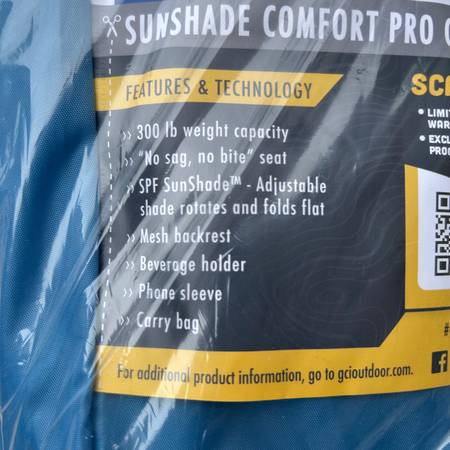 SUNSHADE COMFORT PRO
FEATURES & TECHNOLOGY
›› 300 lb weight capacity
›› "No sag, no bite" seat
›› SPF SunShade™ - Adjustable
shade rotates and folds flat
›› Mesh backrest
›› Beverage holder
›› Phone sleeve
›› Carry bag
For additional product information, go to gcioutdoor.com.
#
f